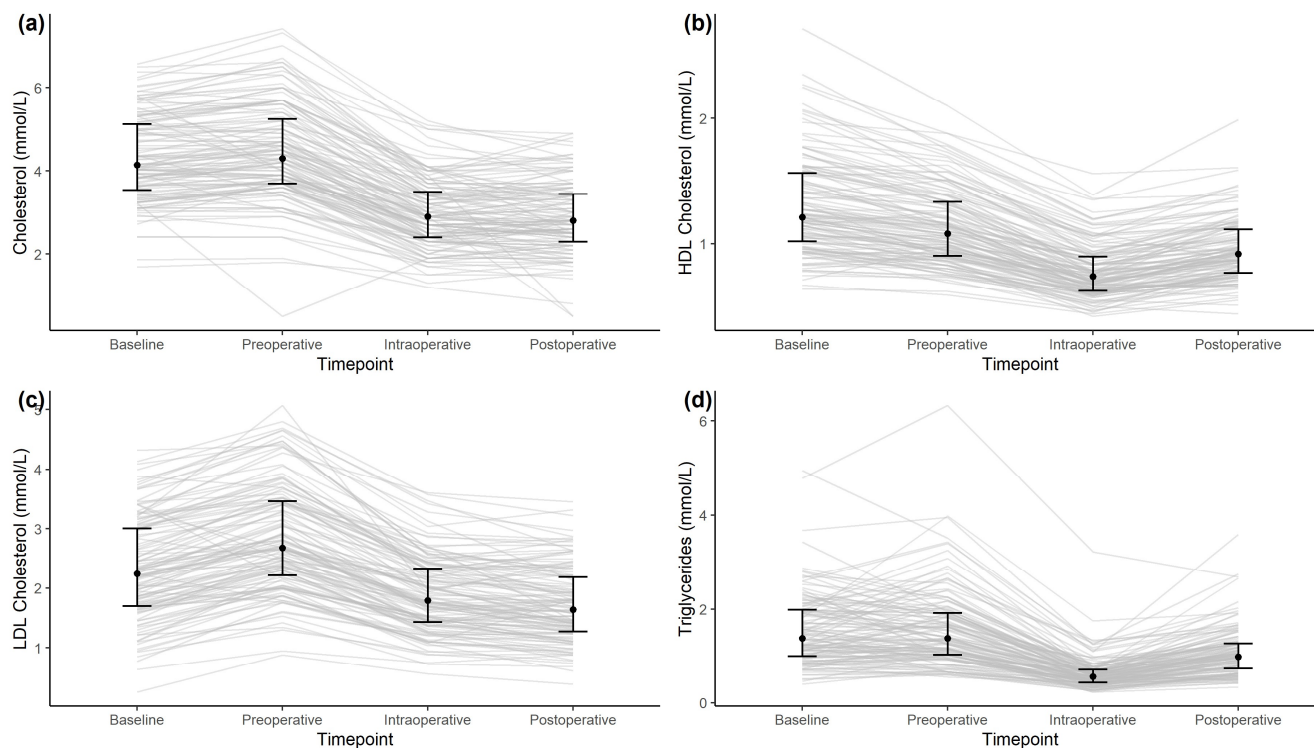 (a)
Cholesterol (mmol/L)
6
4
2
Baseline Preoperative Intraoperative Postoperative
Timepoint
(b)
HDL Cholesterol (mmol/L)
2
1
Baseline Preoperative Intraoperative Postoperative
Timepoint
(c)
LDL Cholesterol (mmol/L)
5
4
3
2
1
Baseline Preoperative Intraoperative Postoperative
Timepoint
(d)
Triglycerides (mmol/L)
6
4
2
0
Baseline Preoperative Intraoperative Postoperative
Timepoint